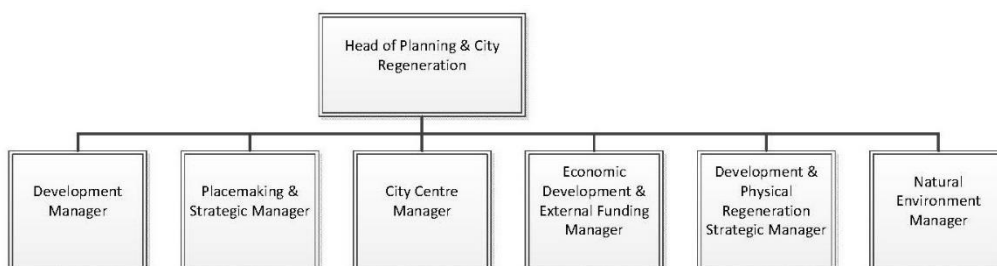 Head of Planning & City
Regeneration
Development
Manager
Placemaking &
Strategic Manager
City Centre
Manager
Economic
Development &
External Funding
Manager
Development &
Physical
Regeneration
Strategic Manager
Natural
Environment
Manager